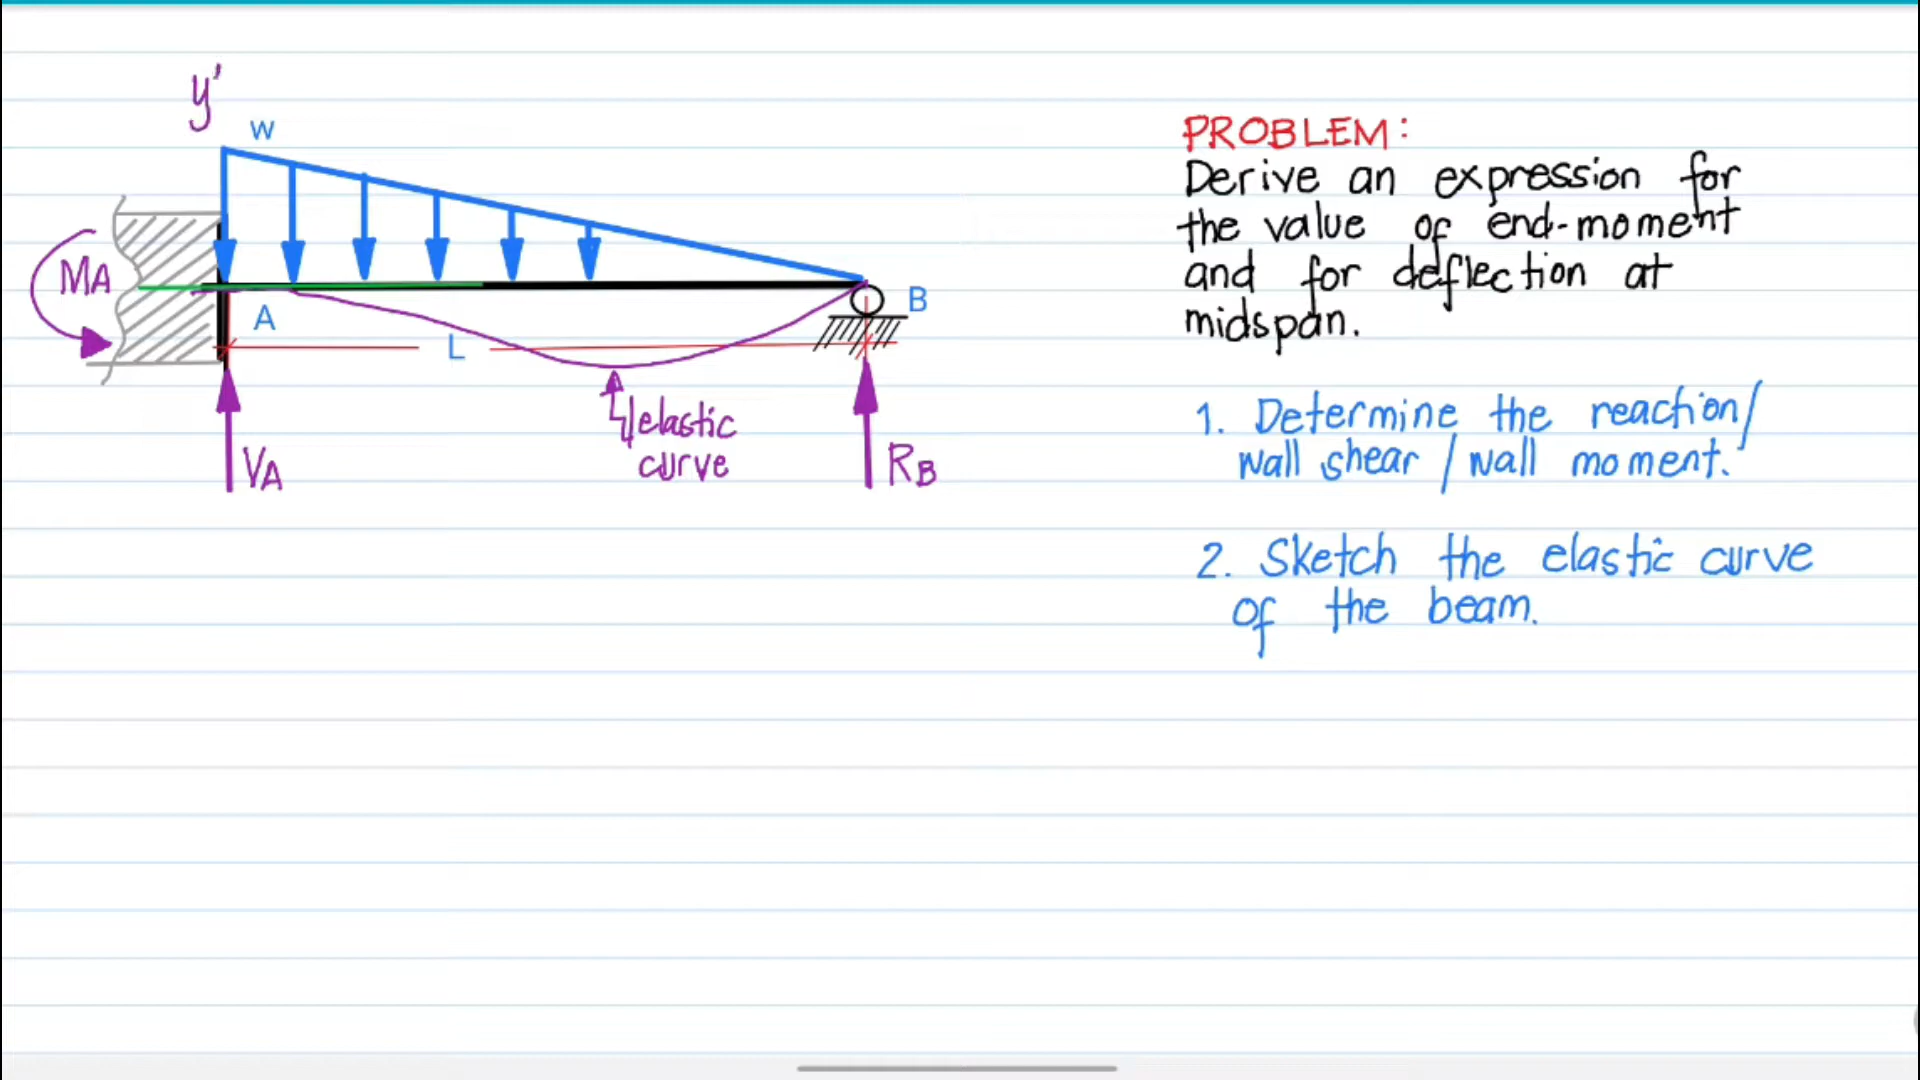 y'
w
MA
A
B
L
elastic
curve
VA
RB
PROBLEM:
Derive an expression for
the value of end-moment
and for deflection at
midspan.
1. Determine the reaction/
wall shear / wall moment.
2. Sketch the elastic curve
of the beam.